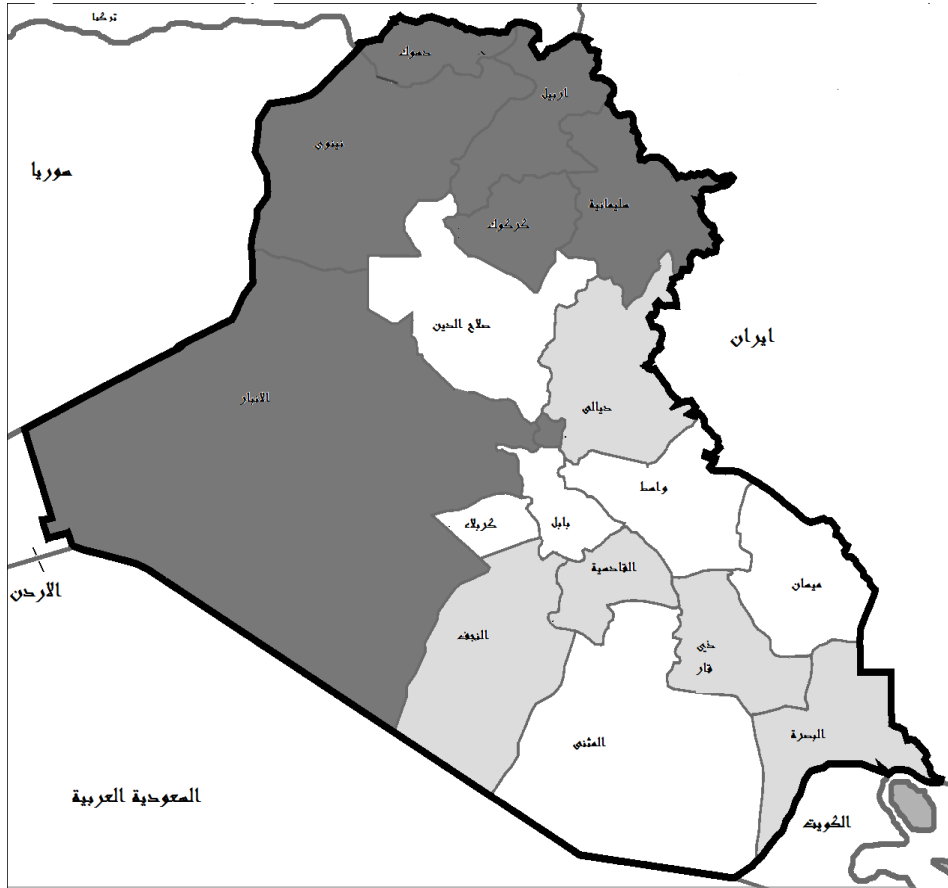 تركيا
دهوك
اربيل
نينوى
سوريا
سليمانية
كركوك
صلاح الدين
ايران
الانبار
ديالى
واسط
كربلاء
بابل
القادسية
ميسان
الاردن
النجف
ذي
قار
البصرة
المثنى
السعودية العربية
الكويت